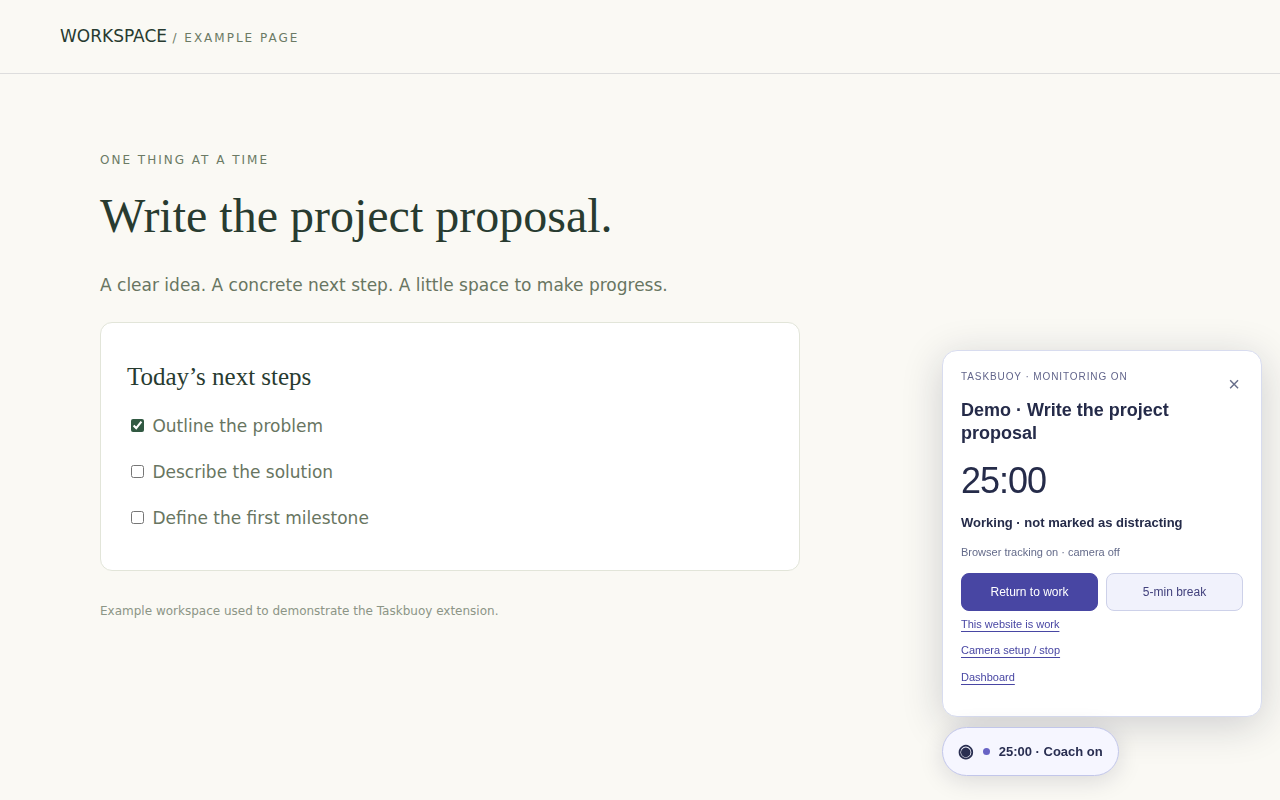 WORKSPACE / EXAMPLE PAGE
ONE THING AT A TIME
Write the project proposal.
A clear idea. A concrete next step. A little space to make progress.
Today’s next steps
Outline the problem
Describe the solution
Define the first milestone
Example workspace used to demonstrate the Taskbuoy extension.
TASKBUOY · MONITORING ON
×
Demo · Write the project
proposal
25:00
Working · not marked as distracting
Browser tracking on · camera off
Return to work
5-min break
This website is work
Camera setup / stop
Dashboard
25:00 · Coach on